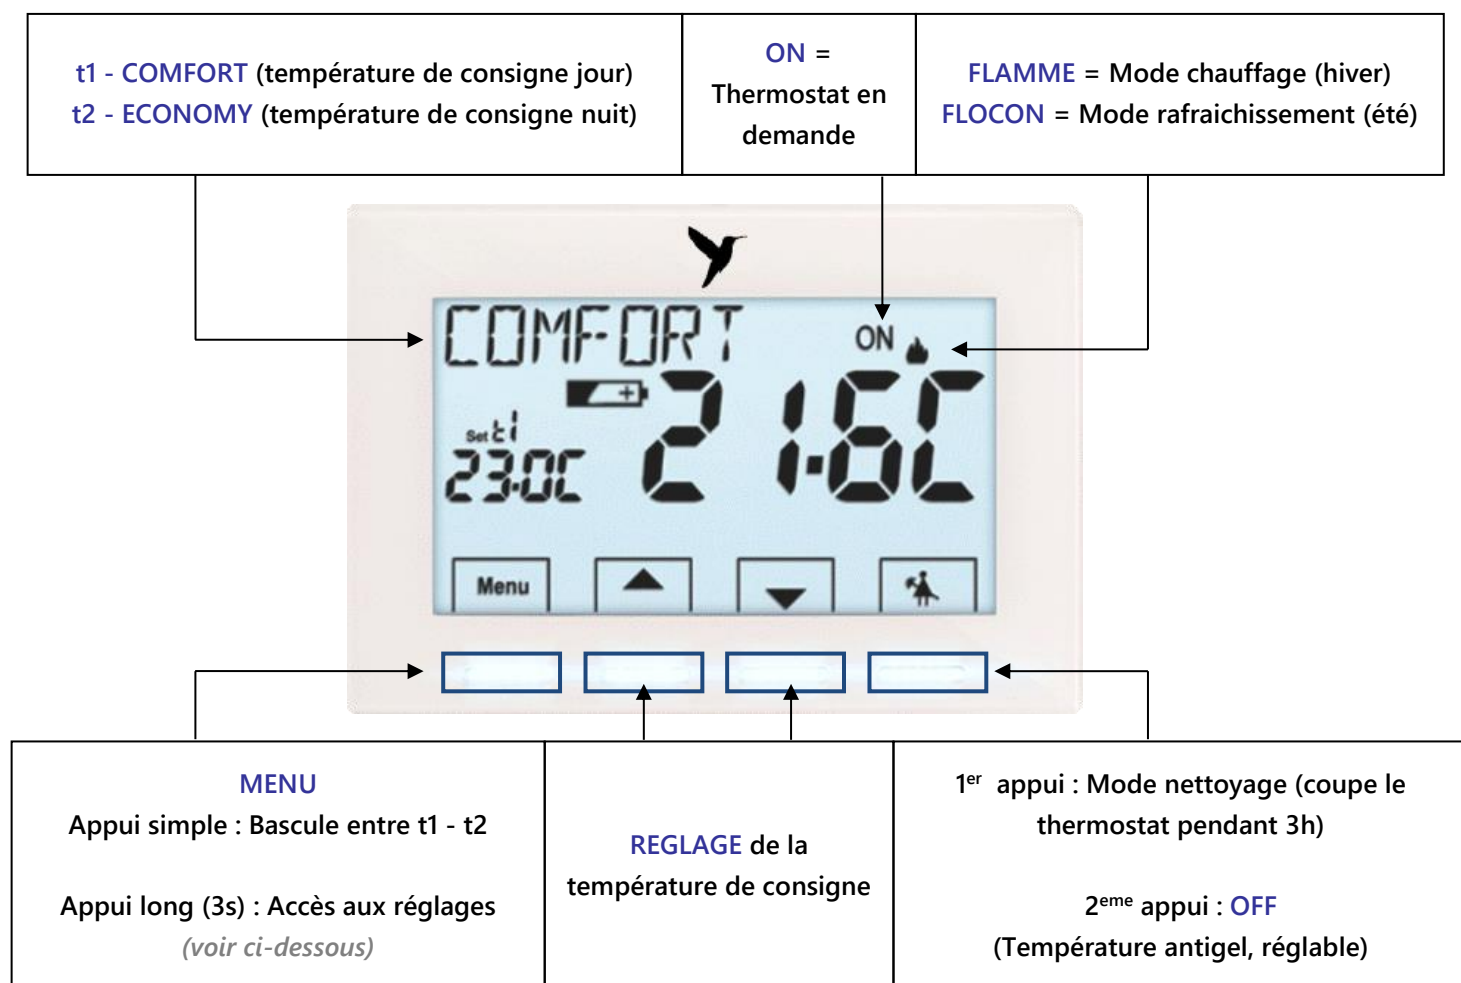 t1 - COMFORT (température de consigne jour)
t2 - ECONOMY (température de consigne nuit)
ON =
Thermostat en
demande
FLAMME = Mode chauffage (hiver)
FLOCON = Mode rafraichissement (été)
COMFORT
ON
Set t1
23.0C
21.6C
Menu
MENU
Appui simple : Bascule entre t1 - t2
Appui long (3s) : Accès aux réglages
(voir ci-dessous)
REGLAGE de la
température de consigne
1er appui : Mode nettoyage (coupe le
thermostat pendant 3h)
2eme appui : OFF
(Température antigel, réglable)